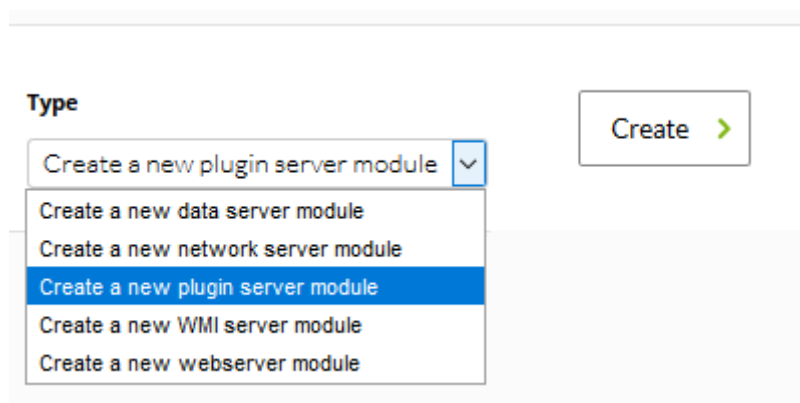 Type
Create
Create a new plugin server module
Create a new data server module
Create a new network server module
Create a new plugin server module
Create a new WMI server module
Create a new webserver module